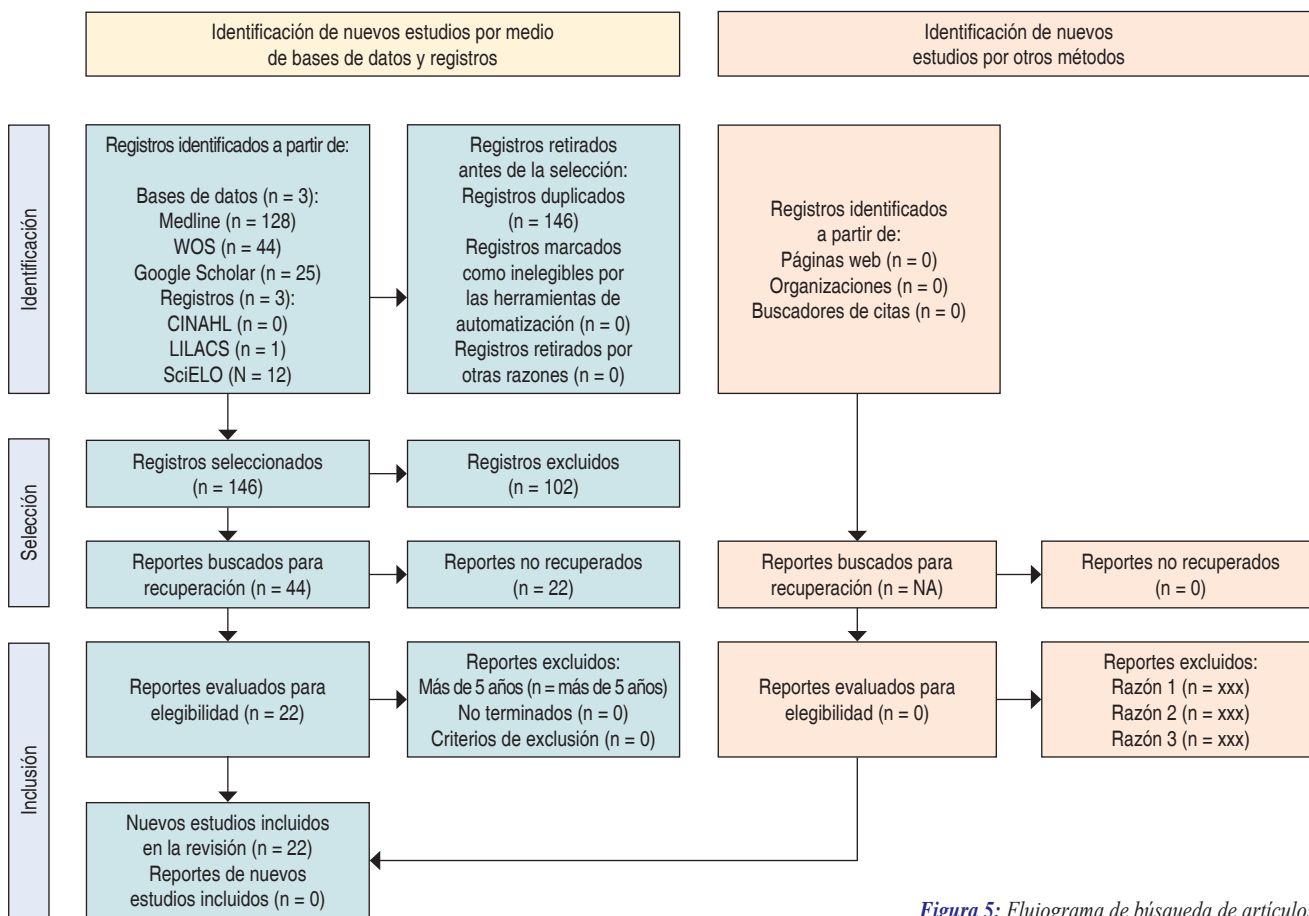 Identificación de nuevos estudios por medio
de bases de datos y registros
Identificación de nuevos
estudios por otros métodos
Identificación
Registros identificados a partir de:
Bases de datos (n = 3):
Medline (n = 128)
WOS (n = 44)
Google Scholar (n = 25)
Registros (n = 3):
CINAHL (n = 0)
LILACS (n = 1)
SciELO (N = 12)
Registros retirados
antes de la selección:
Registros duplicados
(n = 146)
Registros marcados
como inelegibles por
las herramientas de
automatización (n = 0)
Registros retirados por
otras razones (n = 0)
Registros identificados
a partir de:
Páginas web (n = 0)
Organizaciones (n = 0)
Buscadores de citas (n = 0)
Selección
Registros seleccionados
(n = 146)
Registros excluidos
(n = 102)
Reportes buscados para
recuperación (n = 44)
Reportes no recuperados
(n = 22)
Reportes buscados para
recuperación (n = NA)
Reportes no recuperados
(n = 0)
Inclusión
Reportes evaluados para
elegibilidad (n = 22)
Reportes excluidos:
Más de 5 años (n = más de 5 años)
No terminados (n = 0)
Criterios de exclusión (n = 0)
Reportes evaluados para
elegibilidad (n = 0)
Reportes excluidos:
Razón 1 (n = xxx)
Razón 2 (n = xxx)
Razón 3 (n = xxx)
Nuevos estudios incluidos
en la revisión (n = 22)
Reportes de nuevos
estudios incluidos (n = 0)
Figura 5: Flujograma de búsqueda de artículos